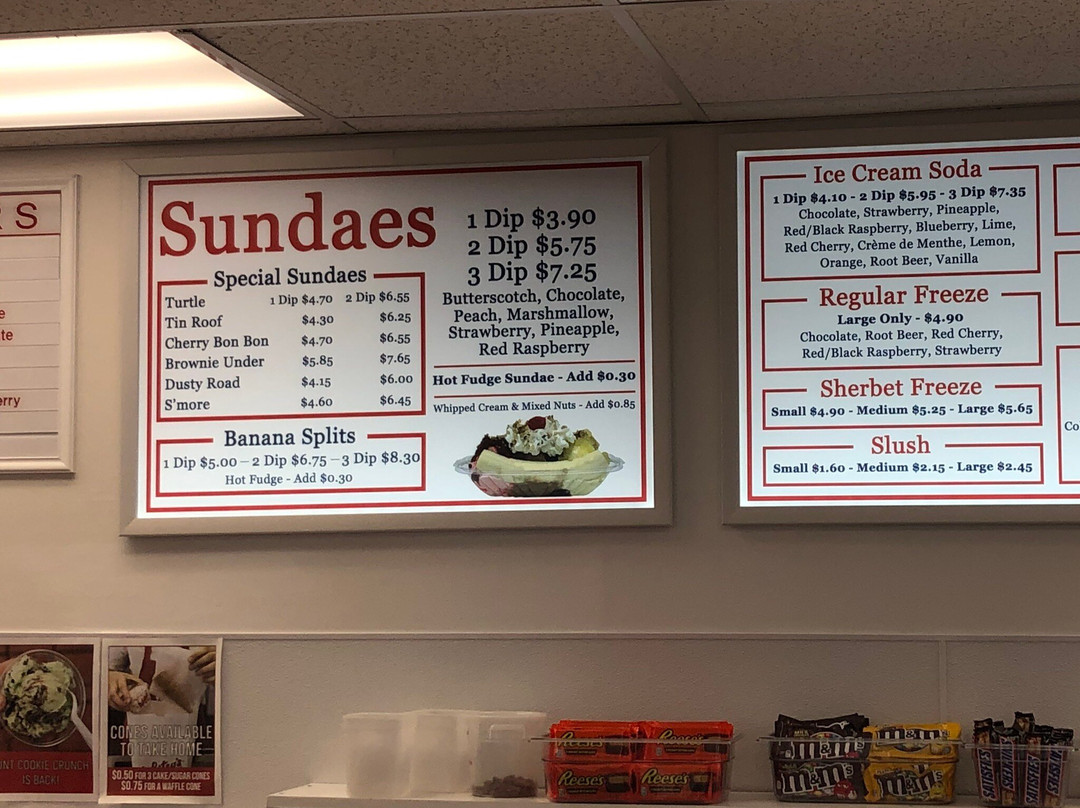 RS
e
te
erry
Sundaes
Special Sundaes
Turtle 1 Dip $4.70 2 Dip $6.55
Tin Roof $4.30 $6.25
Cherry Bon Bon $4.70 $6.55
Brownie Under $5.85 $7.65
Dusty Road $4.15 $6.00
S'more $4.60 $6.45
Banana Splits
1 Dip $5.00 – 2 Dip $6.75 – 3 Dip $8.30
Hot Fudge - Add $0.30
1 Dip $3.90
2 Dip $5.75
3 Dip $7.25
Butterscotch, Chocolate,
Peach, Marshmallow,
Strawberry, Pineapple,
Red Raspberry
Hot Fudge Sundae - Add $0.30
Whipped Cream & Mixed Nuts - Add $0.85
Ice Cream Soda
1 Dip $4.10 - 2 Dip $5.95 - 3 Dip $7.35
Chocolate, Strawberry, Pineapple,
Red/Black Raspberry, Blueberry, Lime,
Red Cherry, Crème de Menthe, Lemon,
Orange, Root Beer, Vanilla
Regular Freeze
Large Only - $4.90
Chocolate, Root Beer, Red Cherry,
Red/Black Raspberry, Strawberry
Sherbet Freeze
Small $4.90 - Medium $5.25 - Large $5.65
Slush
Small $1.60 - Medium $2.15 - Large $2.45
Co
INT COOKIE CRUNCH
IS BACK!
CONES AVAILABLE
TO TAKE HOME
$0.50 FOR 3 CAKE/SUGAR CONES
$0.75 FOR A WAFFLE CONE
Reese's Reese's
Reese's Reese's
m&m's m&m's
m&m's m&m's